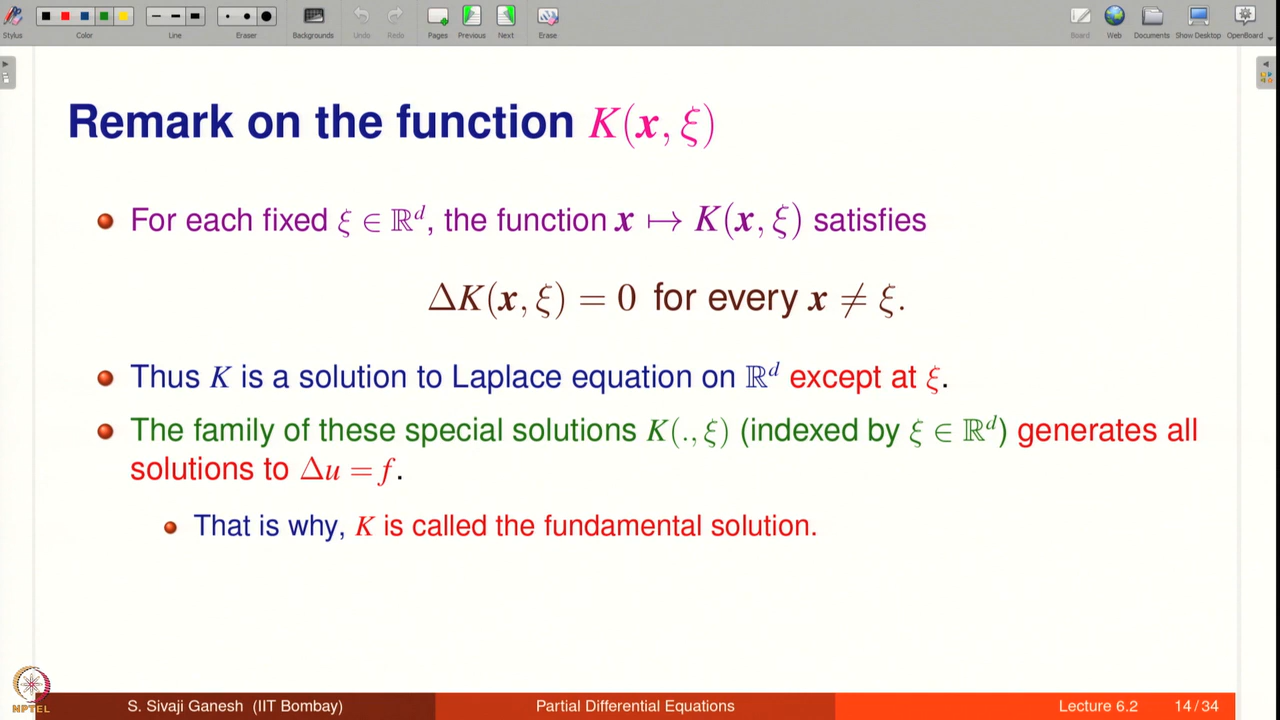 Stylus Color Line Eraser Backgrounds Undo Redo Pages Previous Next Erase Board Web Documents Show Desktop OpenBoard
Remark on the function K(x, ξ)
For each fixed ξ ∈ ℝᵈ, the function x ↦ K(x, ξ) satisfies
ΔK(x, ξ) = 0 for every x ≠ ξ.
Thus K is a solution to Laplace equation on ℝᵈ except at ξ.
The family of these special solutions K(., ξ) (indexed by ξ ∈ ℝᵈ) generates all
solutions to Δu = f.
That is why, K is called the fundamental solution.
NPTEL
S. Sivaji Ganesh (IIT Bombay) Partial Differential Equations Lecture 6.2 14/34